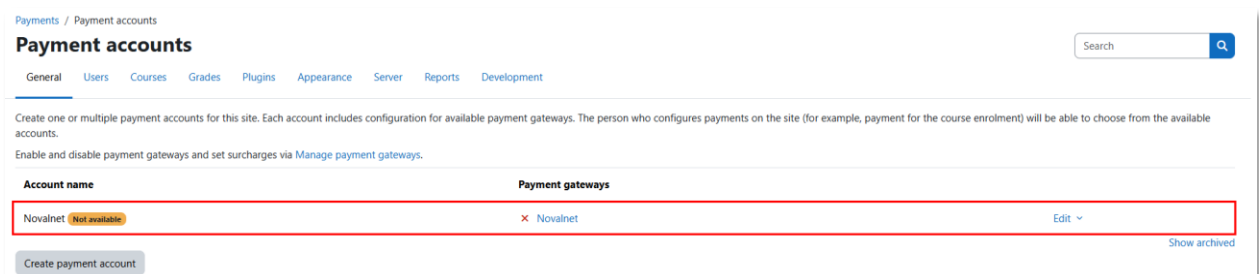 Payments / Payment accounts
Payment accounts
Search
General Users Courses Grades Plugins Appearance Server Reports Development
Create one or multiple payment accounts for this site. Each account includes configuration for available payment gateways. The person who configures payments on the site (for example, payment for the course enrolment) will be able to choose from the available
accounts.
Enable and disable payment gateways and set surcharges via Manage payment gateways.
Account name Payment gateways
Novalnet Not available Novalnet Edit
Show archived
Create payment account